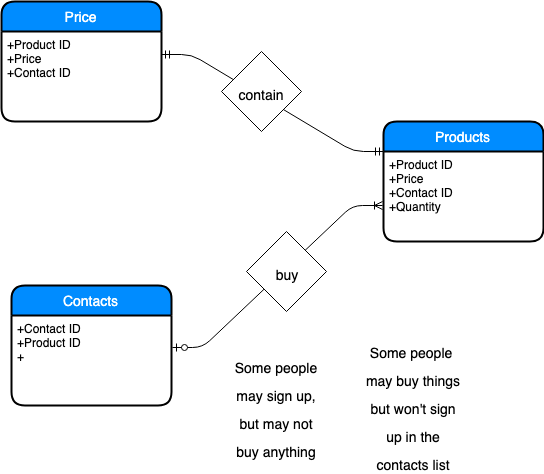 Price
+Product ID
+Price
+Contact ID
contain
Products
+Product ID
+Price
+Contact ID
+Quantity
buy
Contacts
+Contact ID
+Product ID
+
Some people
may sign up,
but may not
buy anything
Some people
may buy things
but won't sign
up in the
contacts list